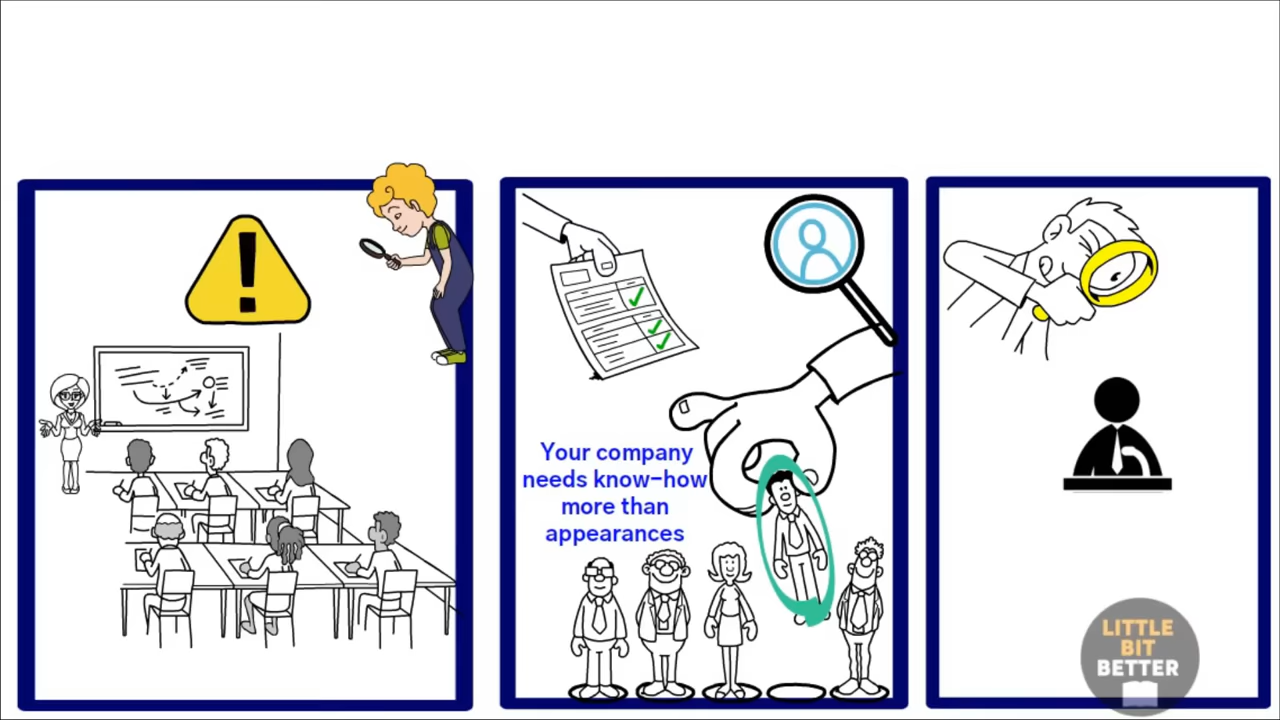 Your company
needs know-how
more than
appearances
LITTLE
BIT
BETTER